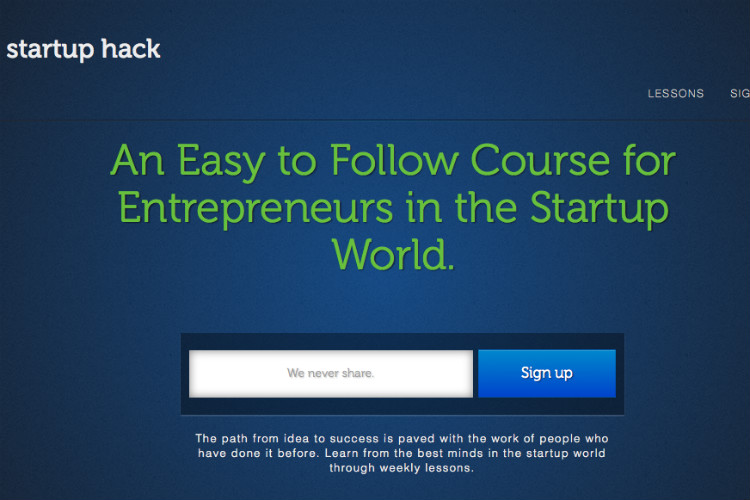 startup hack
LESSONS SIG
An Easy to Follow Course for
Entrepreneurs in the Startup
World.
We never share.
Sign up
The path from idea to success is paved with the work of people who
have done it before. Learn from the best minds in the startup world
through weekly lessons.